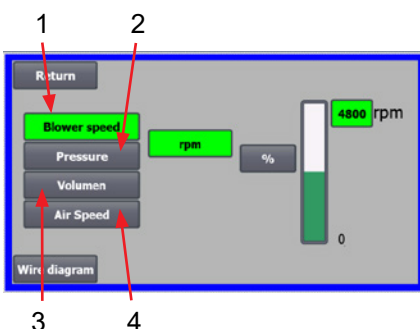 1 2
Return
4800 rpm
Blower speed
rpm
Pressure
%
Volumen
Air Speed
0
Wire diagram
3 4